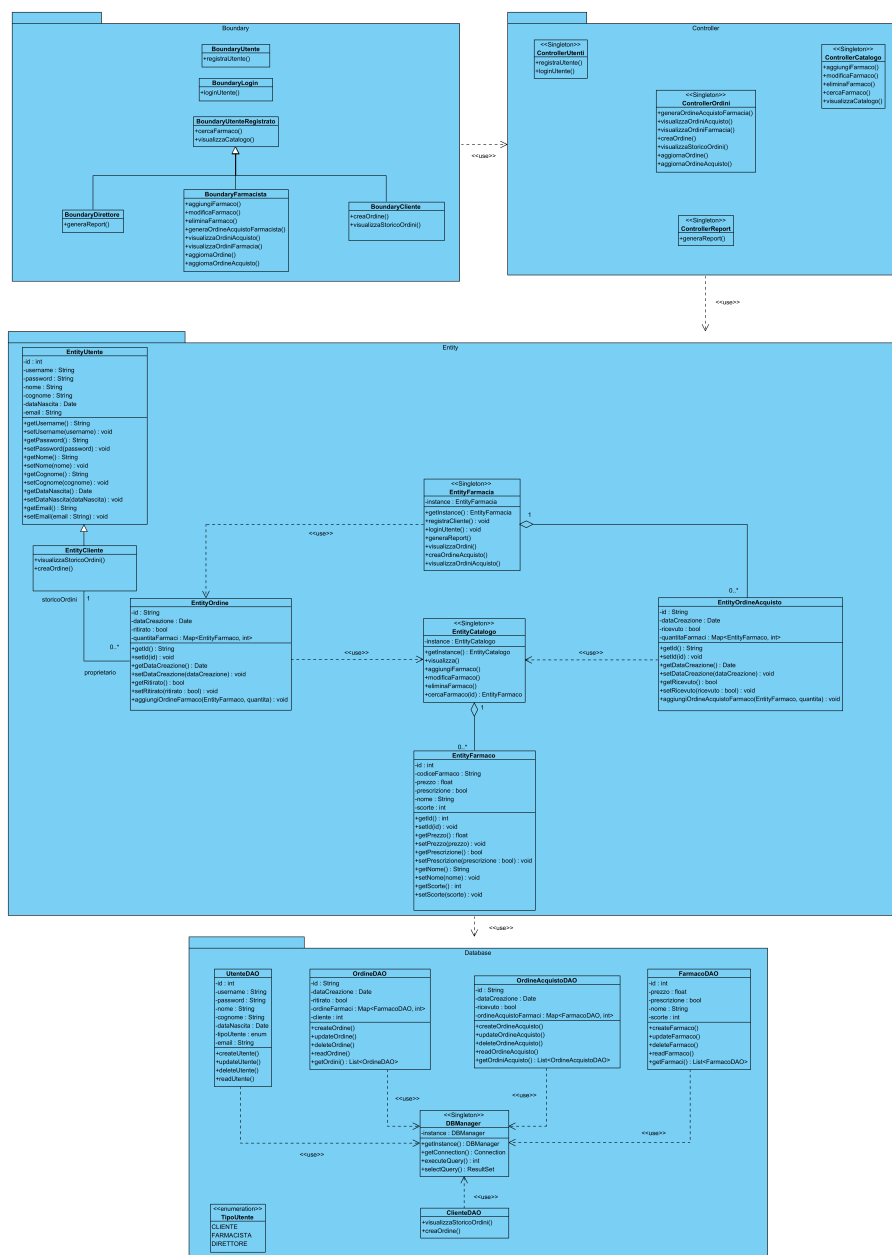 Boundary
BoundaryUtente
+registraUtente()
BoundaryLogin
+loginUtente()
BoundaryUtenteRegistrato
+cercaFarmaco()
+visualizzaCatalogo()
BoundaryDirettore
+generaReport()
BoundaryFarmacista
+aggiungiFarmaco()
+modificaFarmaco()
+eliminaFarmaco()
+generaOrdineAcquistoFarmacista()
+visualizzaOrdiniAcquisto()
+visualizzaOrdiniFarmacia()
+aggiornaOrdine()
+aggiornaOrdineAcquisto()
BoundaryCliente
+creaOrdine()
+visualizzaStoricoOrdini()
<<use>>
Controller
<<Singleton>>
ControllerUtenti
+registraUtente()
+loginUtente()
<<Singleton>>
ControllerCatalogo
+aggiungiFarmaco()
+modificaFarmaco()
+eliminaFarmaco()
+cercaFarmaco()
+visualizzaCatalogo()
<<Singleton>>
ControllerOrdini
+generaOrdineAcquistoFarmacia()
+visualizzaOrdiniAcquisto()
+visualizzaOrdiniFarmacia()
+creaOrdine()
+visualizzaStoricoOrdini()
+aggiornaOrdine()
+aggiornaOrdineAcquisto()
<<Singleton>>
ControllerReport
+generaReport()
<<use>>
Entity
EntityUtente
-id : int
-username : String
-password : String
-nome : String
-cognome : String
-dataNascita : Date
-email : String
+getUsername() : String
+setUsername(username) : void
+getPassword() : String
+setPassword(password) : void
+getNome() : String
+setNome(nome) : void
+getCognome() : String
+setCognome(cognome) : void
+getDataNascita() : Date
+setDataNascita(dataNascita) : void
+getEmail() : String
+setEmail(email : String) : void
EntityCliente
+visualizzaStoricoOrdini()
+creaOrdine()
storicoOrdini
1
0..*
proprietario
<<use>>
<<Singleton>>
EntityFarmacia
-instance : EntityFarmacia
+getInstance() : EntityFarmacia
+registraCliente() : void
+loginUtente() : void
+generaReport()
+visualizzaOrdini()
+creaOrdineAcquisto()
+visualizzaOrdiniAcquisto()
1
0..*
EntityOrdine
-id : String
-dataCreazione : Date
-ritirato : bool
-quantitaFarmaci : Map<EntityFarmaco, int>
+getId() : String
+setId(id) : void
+getDataCreazione() : Date
+setDataCreazione(dataCreazione) : void
+getRitirato() : bool
+setRitirato(ritirato : bool) : void
+aggiungiOrdineFarmaco(EntityFarmaco, quantita) : void
<<use>>
<<Singleton>>
EntityCatalogo
-instance : EntityCatalogo
+getInstance() : EntityCatalogo
+visualizza()
+aggiungiFarmaco()
+modificaFarmaco()
+eliminaFarmaco()
+cercaFarmaco(id) : EntityFarmaco
<<use>>
EntityOrdineAcquisto
-id : String
-dataCreazione : Date
-ricevuto : bool
-quantitaFarmaci : Map<EntityFarmaco, int>
+getId() : String
+setId(id) : void
+getDataCreazione() : Date
+setDataCreazione(dataCreazione) : void
+getRicevuto() : bool
+setRicevuto(ricevuto : bool) : void
+aggiungiOrdineAcquistoFarmaco(EntityFarmaco, quantita) : void
1
0..*
EntityFarmaco
-id : int
-codiceFarmaco : String
-prezzo : float
-prescrizione : bool
-nome : String
-scorte : int
+getId() : int
+setId(id) : void
+getPrezzo() : float
+setPrezzo(prezzo) : void
+getPrescrizione() : bool
+setPrescrizione(prescrizione : bool) : void
+getNome() : String
+setNome(nome) : void
+getScorte() : int
+setScorte(scorte) : void
<<use>>
Database
UtenteDAO
-id : int
-username : String
-password : String
-nome : String
-cognome : String
-dataNascita : Date
-tipoUtente : enum
-email : String
+createUtente()
+updateUtente()
+deleteUtente()
+readUtente()
OrdineDAO
-id : String
-dataCreazione : Date
-ritirato : bool
-ordineFarmaci : Map<FarmacoDAO, int>
-cliente : int
+createOrdine()
+updateOrdine()
+deleteOrdine()
+readOrdine()
+getOrdini() : List<OrdineDAO>
OrdineAcquistoDAO
-id : String
-dataCreazione : Date
-ricevuto : bool
-ordineAcquistoFarmaci : Map<FarmacoDAO, int>
+createOrdineAcquisto()
+updateOrdineAcquisto()
+deleteOrdineAcquisto()
+readOrdineAcquisto()
+getOrdiniAcquisto() : List<OrdineAcquistoDAO>
FarmacoDAO
-id : int
-prezzo : float
-prescrizione : bool
-nome : String
-scorte : int
+createFarmaco()
+updateFarmaco()
+deleteFarmaco()
+readFarmaco()
+getFarmaci() : List<FarmacoDAO>
<<use>>
<<use>>
<<use>>
<<use>>
<<Singleton>>
DBManager
-instance : DBManager
+getInstance() : DBManager
+getConnection() : Connection
+executeQuery() : int
+selectQuery() : ResultSet
<<use>>
ClienteDAO
+visualizzaStoricoOrdini()
+creaOrdine()
<<enumeration>>
TipoUtente
CLIENTE
FARMACISTA
DIRETTORE